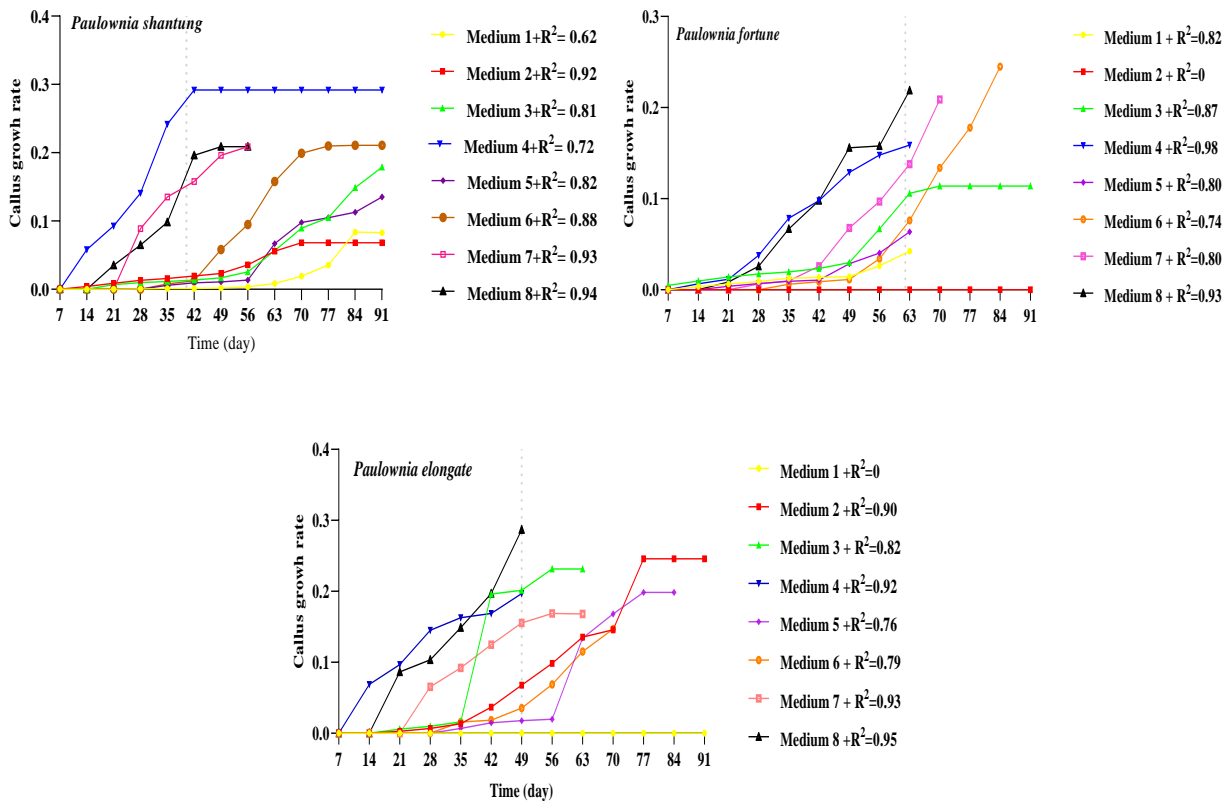 Paulownia shantung
Callus growth rate
0.4
0.3
0.2
0.1
0.0
7 14 21 28 35 42 49 56 63 70 77 84 91
Time (day)
Medium 1+R²= 0.62
Medium 2+R²= 0.92
Medium 3+R²= 0.81
Medium 4+R²= 0.72
Medium 5+R²= 0.82
Medium 6+R²= 0.88
Medium 7+R²= 0.93
Medium 8+R²= 0.94
Paulownia fortune
Callus growh rate
0.3
0.2
0.1
0.0
7 14 21 28 35 42 49 56 63 70 77 84 91
Medium 1 + R²=0.82
Medium 2 + R²=0
Medium 3 + R²=0.87
Medium 4 +R²=0.98
Medium 5 + R²=0.80
Medium 6 + R²=0.74
Medium 7 + R²=0.80
Medium 8 + R²=0.93
Paulownia elongate
Callus growh rate
0.4
0.3
0.2
0.1
0.0
7 14 21 28 35 42 49 56 63 70 77 84 91
Time (day)
Medium 1 +R²=0
Medium 2 +R²=0.90
Medium 3 + R²=0.82
Medium 4 +R²=0.92
Medium 5 +R²=0.76
Medium 6 + R²=0.79
Medium 7 + R²=0.93
Medium 8 +R²=0.95